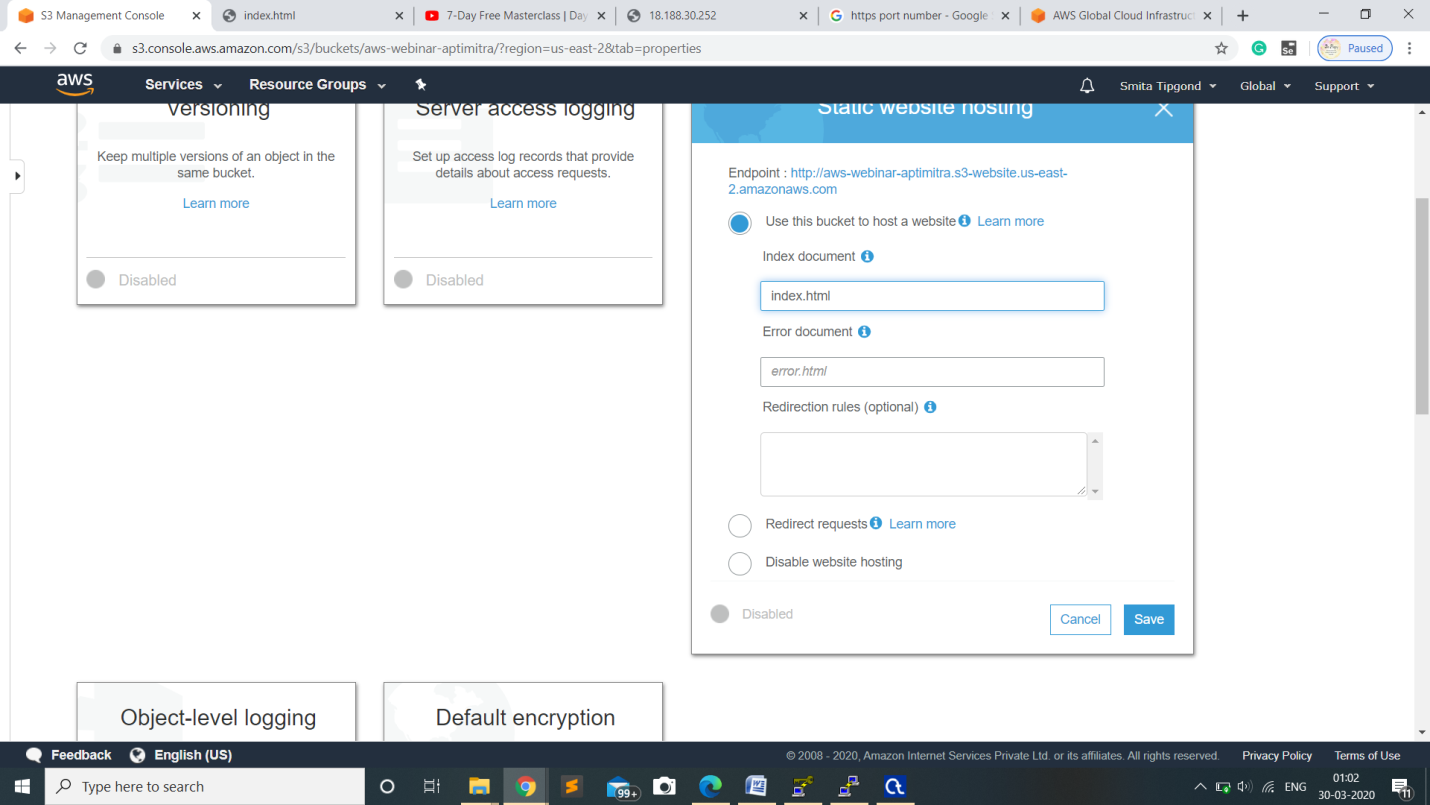 S3 Management Console
index.html
7-Day Free Masterclass | Day
18.188.30.252
https port number - Google
AWS Global Cloud Infrastruct
s3.console.aws.amazon.com/s3/buckets/aws-webinar-aptimitra/?region=us-east-2&tab=properties
Paused
aws
Services
Resource Groups
Smita Tipgond
Global
Support
Versioning
Keep multiple versions of an object in the
same bucket.
Learn more
Disabled
Server access logging
Set up access log records that provide
details about access requests.
Learn more
Disabled
Static website hosting
Endpoint : http://aws-webinar-aptimitra.s3-website.us-east-
2.amazonaws.com
Use this bucket to host a website Learn more
Index document
index.html
Error document
error.html
Redirection rules (optional)
Redirect requests Learn more
Disable website hosting
Disabled
Cancel
Save
Object-level logging
Default encryption
Feedback
English (US)
© 2008 - 2020, Amazon Internet Services Private Ltd. or its affiliates. All rights reserved.
Privacy Policy
Terms of Use
Type here to search
99+
ENG
01:02
30-03-2020
11